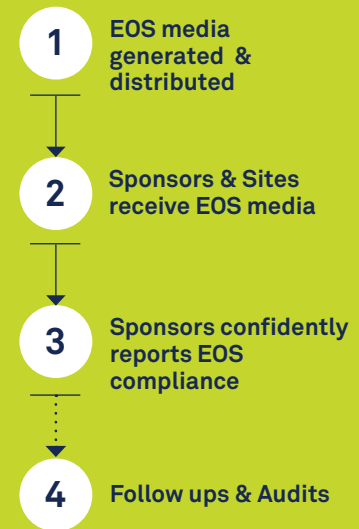 1
EOS media
generated &
distributed
2
Sponsors & Sites
receive EOS media
3
Sponsors confidently
reports EOS
compliance
4
Follow ups & Audits